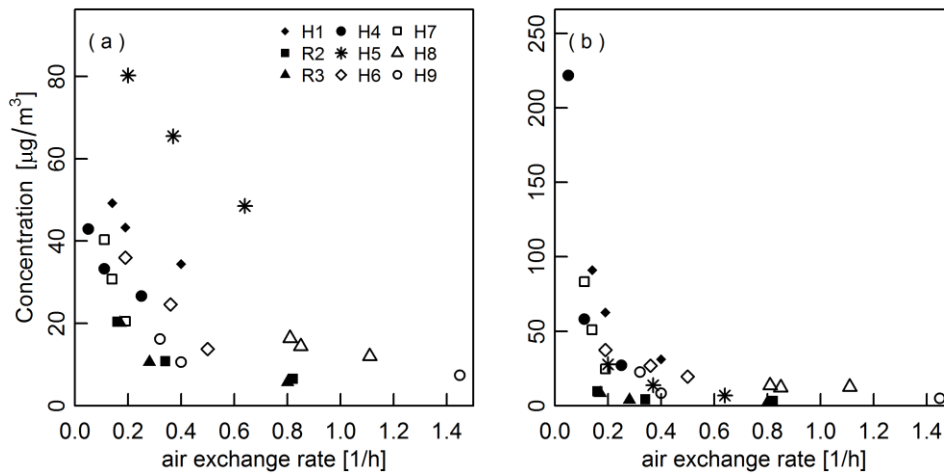 ( a )
H1 H4 H7
R2 H5 H8
R3 H6 H9
Concentration [µg/m³]
0 20 40 60 80
0.0 0.2 0.4 0.6 0.8 1.0 1.2 1.4
air exchange rate [1/h]
( b )
0 50 100 150 200 250
0.0 0.2 0.4 0.6 0.8 1.0 1.2 1.4
air exchange rate [1/h]